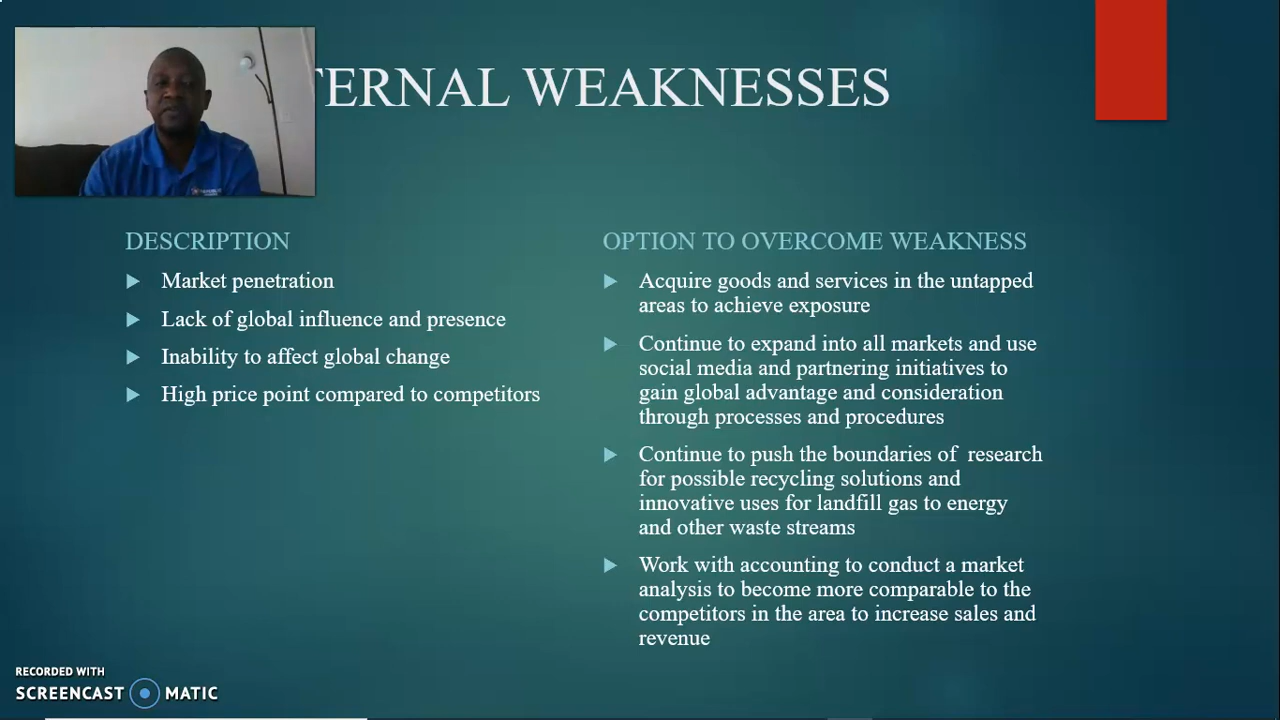 TERNAL WEAKNESSES
DESCRIPTION
Market penetration
Lack of global influence and presence
Inability to affect global change
High price point compared to competitors
OPTION TO OVERCOME WEAKNESS
Acquire goods and services in the untapped
areas to achieve exposure
Continue to expand into all markets and use
social media and partnering initiatives to
gain global advantage and consideration
through processes and procedures
Continue to push the boundaries of  research
for possible recycling solutions and
innovative uses for landfill gas to energy
and other waste streams
Work with accounting to conduct a market
analysis to become more comparable to the
competitors in the area to increase sales and
revenue
RECORDED WITH
SCREENCAST MATIC